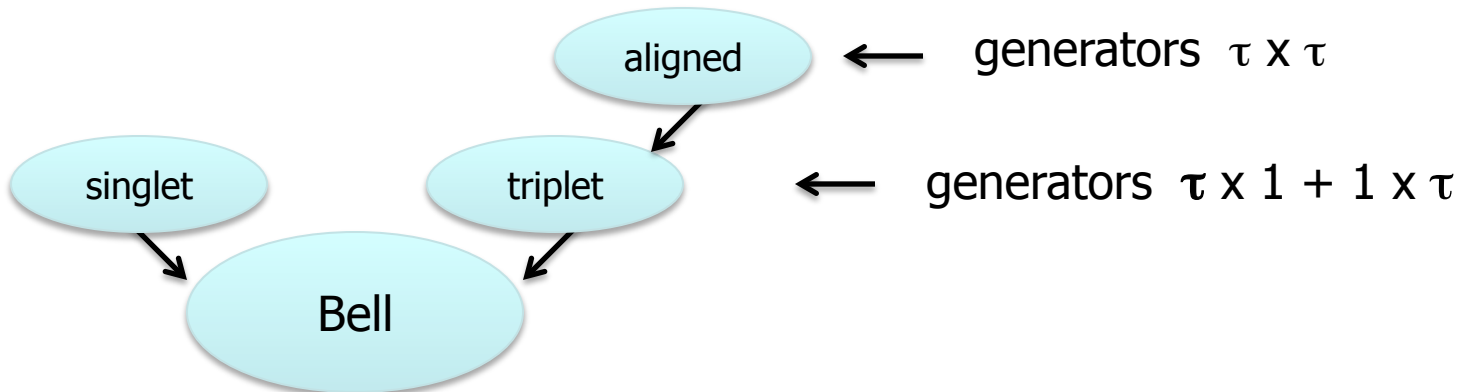 aligned
generators τ x τ
singlet
triplet
generators τ x 1 + 1 x τ
Bell